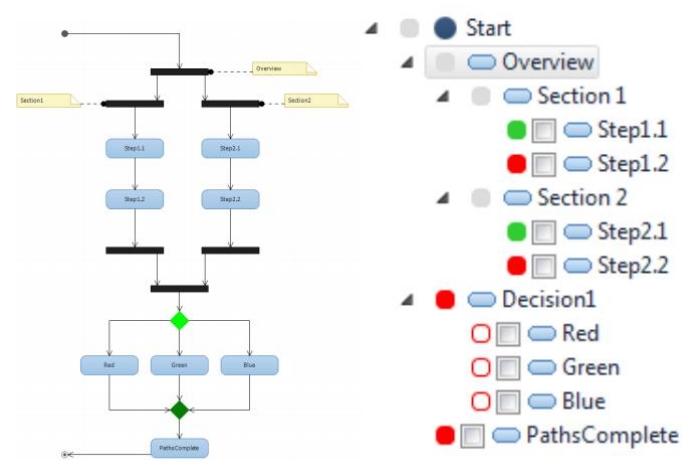 Overview
Section1
Section2
Step1.1
Step2.1
Step1.2
Step2.2
Red
Green
Blue
PathsComplete
Start
Overview
Section 1
Step1.1
Step1.2
Section 2
Step2.1
Step2.2
Decision1
Red
Green
Blue
PathsComplete